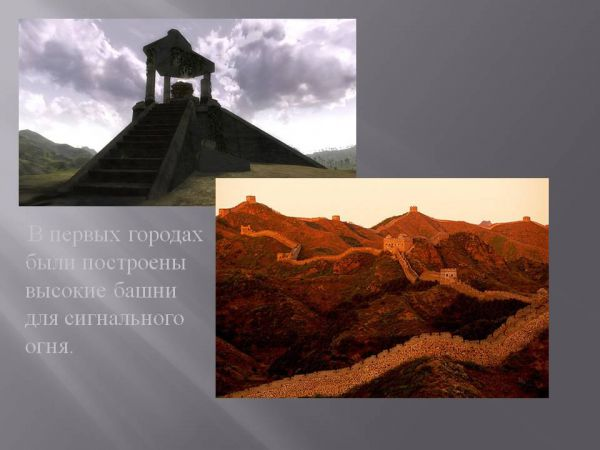 В первых городах
были построены
высокие башни
для сигнального
огня.